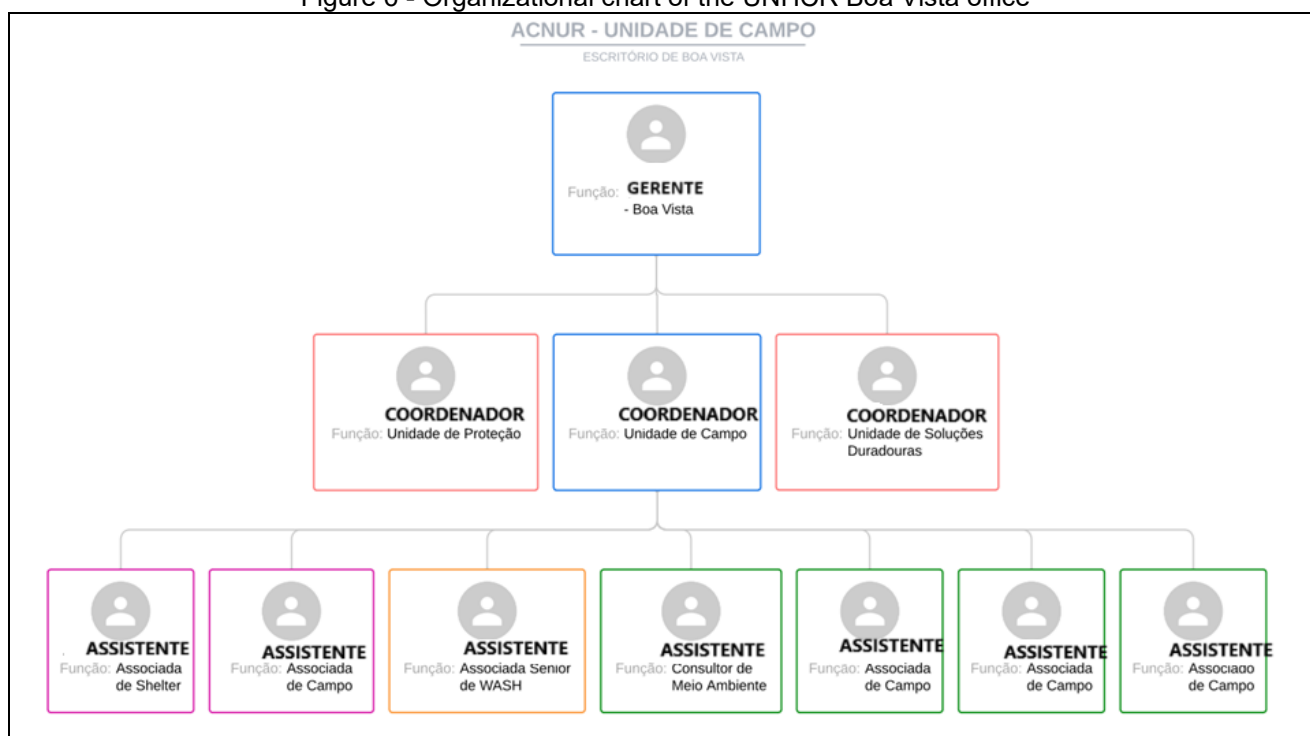 Figure 6 - Organizational chart of the UNHCR Boa Vista office
ACNUR - UNIDADE DE CAMPO
ESCRITÓRIO DE BOA VISTA
Função: GERENTE
- Boa Vista
COORDENADOR
Função: Unidade de Proteção
COORDENADOR
Função: Unidade de Campo
COORDENADOR
Função: Unidade de Soluções
Duradouras
ASSISTENTE
Função: Associada
de Shelter
ASSISTENTE
Função: Associada
de Campo
ASSISTENTE
Função: Associada Senior
de WASH
ASSISTENTE
Função: Consultor de
Meio Ambiente
ASSISTENTE
Função: Associada
de Campo
ASSISTENTE
Função: Associada
de Campo
ASSISTENTE
Função: Associado
de Campo